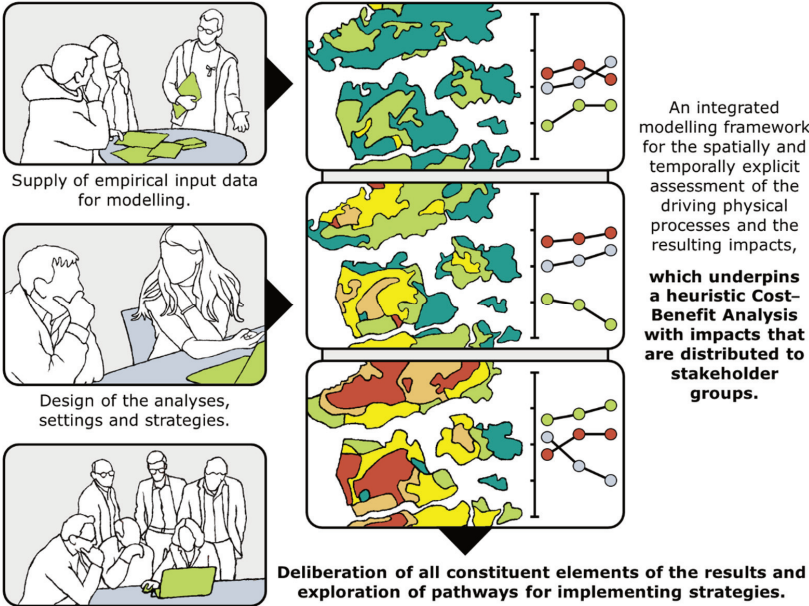 Supply of empirical input data
for modelling.
Design of the analyses,
settings and strategies.
An integrated
modelling framework
for the spatially and
temporally explicit
assessment of the
driving physical
processes and the
resulting impacts,
which underpins
a heuristic Cost–
Benefit Analysis
with impacts that
are distributed to
stakeholder
groups.
Deliberation of all constituent elements of the results and
exploration of pathways for implementing strategies.